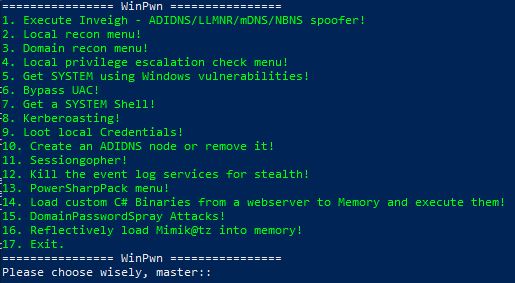 ================ WinPwn ================
1. Execute Inveigh - ADIDNS/LLMNR/mDNS/NBNS spoofer!
2. Local recon menu!
3. Domain recon menu!
4. Local privilege escalation check menu!
5. Get SYSTEM using Windows vulnerabilities!
6. Bypass UAC!
7. Get a SYSTEM Shell!
8. Kerberoasting!
9. Loot local Credentials!
10. Create an ADIDNS node or remove it!
11. Sessiongopher!
12. Kill the event log services for stealth!
13. PowerSharpPack menu!
14. Load custom C# Binaries from a webserver to Memory and execute them!
15. DomainPasswordSpray Attacks!
16. Reflectively load Mimik@tz into memory!
17. Exit.
================ WinPwn ================
Please choose wisely, master::